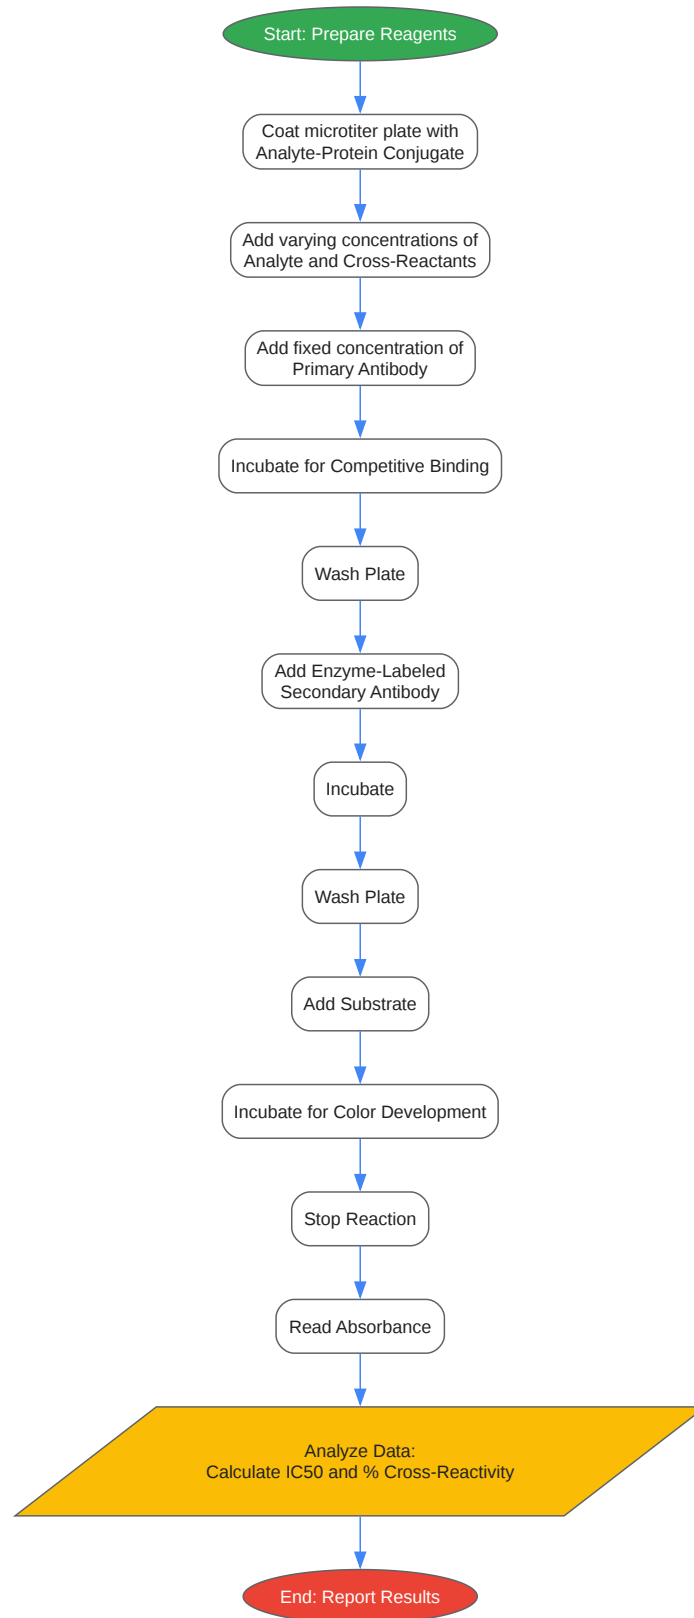 Start: Prepare Reagents
Coat microtiter plate with
Analyte-Protein Conjugate
Add varying concentrations of
Analyte and Cross-Reactants
Add fixed concentration of
Primary Antibody
Incubate for Competitive Binding
Wash Plate
Add Enzyme-Labeled
Secondary Antibody
Incubate
Wash Plate
Add Substrate
Incubate for Color Development
Stop Reaction
Read Absorbance
Analyze Data:
Calculate IC50 and % Cross-Reactivity
End: Report Results